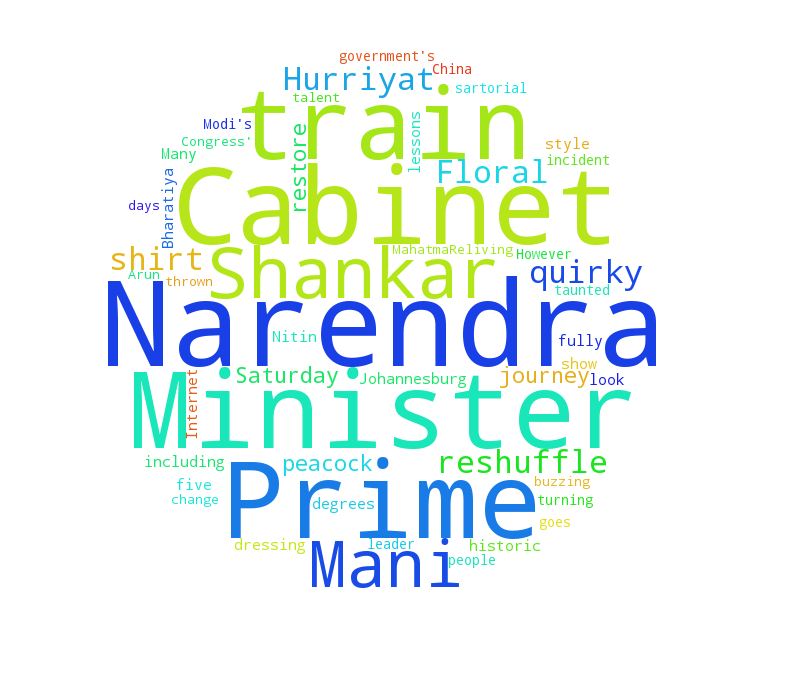 government's
China
Hurriyat
sartorial
talent
train
Modi's
Congress'
lessons
restore
Many
style
incident
Floral
Cabinet
Bharatiya
days
shirt
Shankar
MahatmaReliving
However
quirky
Arun
thrown
taunted
Narendra
Nitin
fully
show
Saturday
Johannesburg
journey
look
Internet
Minister
including
peacock
reshuffle
five
buzzing
change
Prime
degrees
turning
goes
dressing
leader
historic
Mani
people